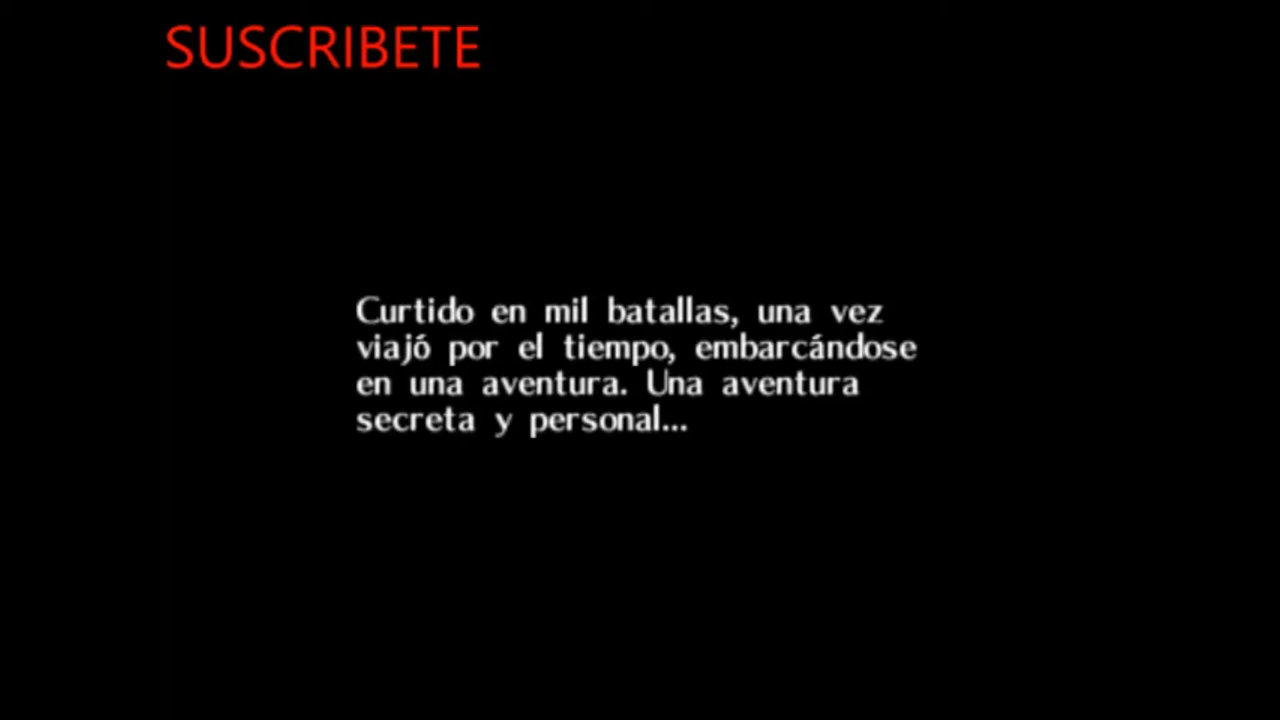 SUSCRIBETE
Curtido en mil batallas, una vez
viajó por el tiempo, embarcándose
en una aventura. Una aventura
secreta y personal...